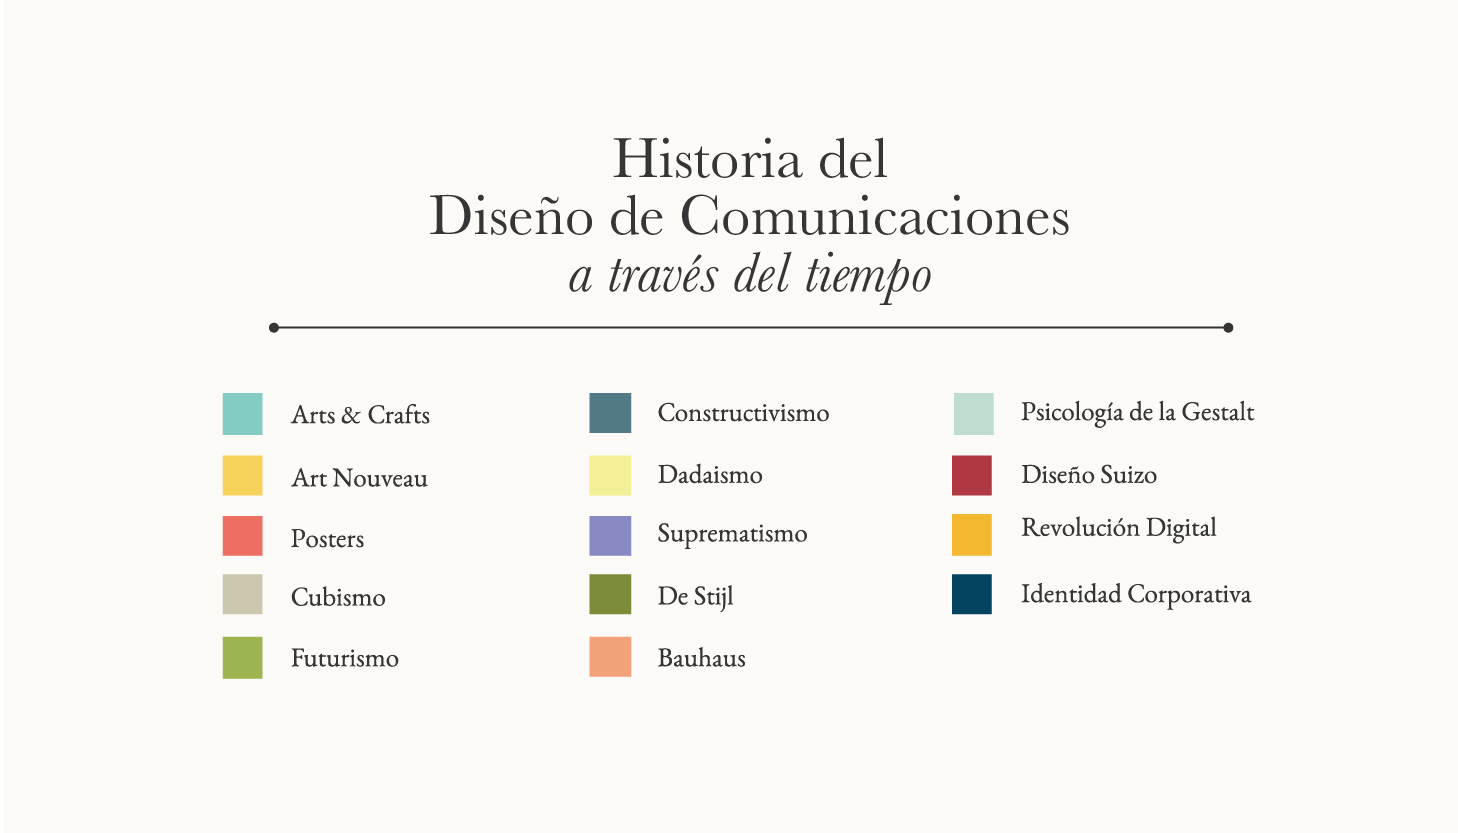 Historia del
Diseño de Comunicaciones
a través del tiempo
Arts & Crafts
Art Nouveau
Posters
Cubismo
Futurismo
Constructivismo
Dadaismo
Suprematismo
De Stijl
Bauhaus
Psicología de la Gestalt
Diseño Suizo
Revolución Digital
Identidad Corporativa